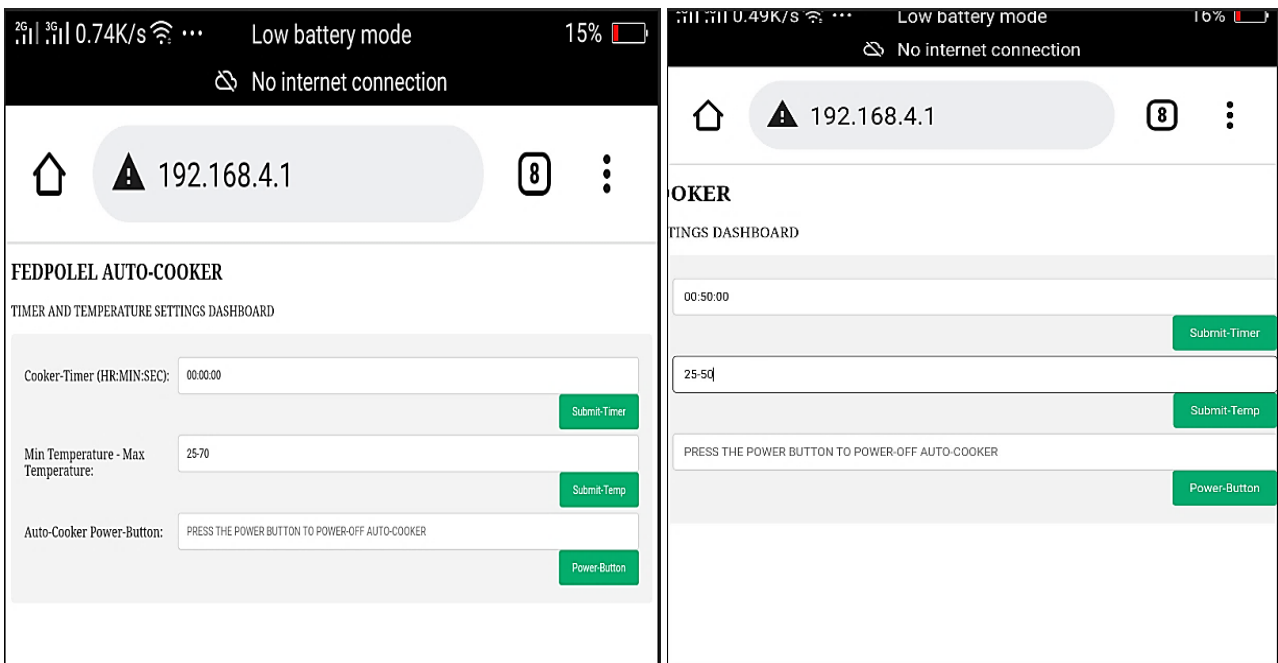 2G 3G 0.74K/s ··· Low battery mode 15%
No internet connection
192.168.4.1 8
FEDPOLEL AUTO-COOKER
TIMER AND TEMPERATURE SETTINGS DASHBOARD
Cooker-Timer (HR:MIN:SEC): 00:00:00
Submit-Timer
Min Temperature - Max
Temperature: 25-70
Submit-Temp
Auto-Cooker Power-Button: PRESS THE POWER BUTTON TO POWER-OFF AUTO-COOKER
Power-Button
0.49K/s ··· Low battery mode 16%
No internet connection
192.168.4.1 8
OOKER
TINGS DASHBOARD
00:50:00
Submit-Timer
25-50
Submit-Temp
PRESS THE POWER BUTTON TO POWER-OFF AUTO-COOKER
Power-Button